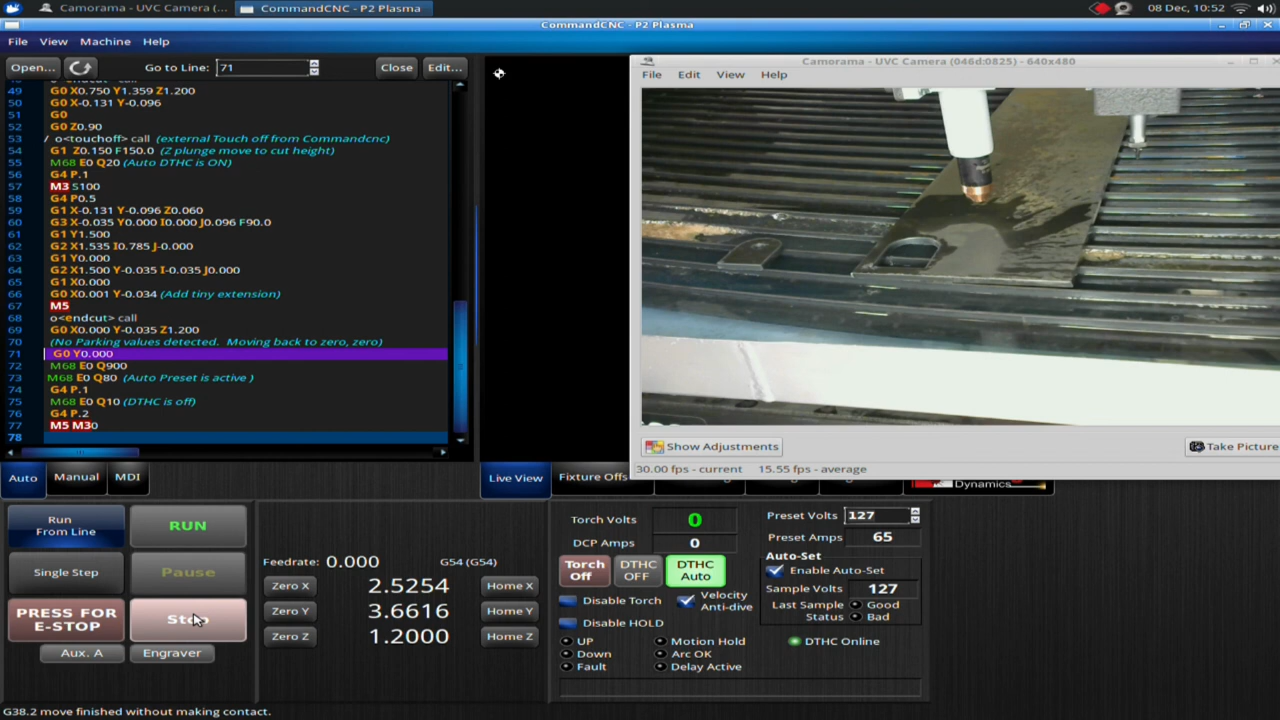 Camorama - UVC Camera (...
CommandCNC - P2 Plasma
08 Dec, 10:52
CommandCNC - P2 Plasma
File View Machine Help
Open... Go to Line: 71 Close Edit...
49 G0 X0.750 Y1.359 Z1.200
50 G0 X-0.131 Y-0.096
51 G0
52 G0 Z0.90
53 / o<touchoff> call (external Touch off from Commandcnc)
54 G1 Z0.150 F150.0 (Z plunge move to cut height)
55 M68 E0 Q20 (Auto DTHC is ON)
56 G4 P.1
57 M3 S100
58 G4 P0.5
59 G1 X-0.131 Y-0.096 Z0.060
60 G3 X-0.035 Y0.000 I0.000 J0.096 F90.0
61 G1 Y1.500
62 G2 X1.535 I0.785 J-0.000
63 G1 Y0.000
64 G2 X1.500 Y-0.035 I-0.035 J0.000
65 G1 X0.000
66 G0 X0.001 Y-0.034 (Add tiny extension)
67 M5
68 o<endcut> call
69 G0 X0.000 Y-0.035 Z1.200
70 (No Parking values detected. Moving back to zero, zero)
71 G0 Y0.000
72 M68 E0 Q900
73 M68 E0 Q80 (Auto Preset is active )
74 G4 P.1
75 M68 E0 Q10 (DTHC is off)
76 G4 P.2
77 M5 M30
78
Camorama - UVC Camera (046d:0825) - 640x480
File Edit View Help
Show Adjustments
Take Picture
30.00 fps - current 15.55 fps - average
Auto Manual MDI
Live View Fixture Offs
Dynamics
Run From Line
RUN
Single Step
Pause
PRESS FOR E-STOP
Stop
Aux. A
Engraver
Feedrate: 0.000 G54 (G54)
Zero X 2.5254 Home X
Zero Y 3.6616 Home Y
Zero Z 1.2000 Home Z
Torch Volts 0
DCP Amps 0
Torch Off
DTHC OFF
DTHC Auto
Disable Torch
Velocity Anti-dive
Disable HOLD
UP Motion Hold
Down Arc OK
Fault Delay Active
Preset Volts 127
Preset Amps 65
Auto-Set
Enable Auto-Set
Sample Volts 127
Last Sample Status Good
Bad
DTHC Online
G38.2 move finished without making contact.